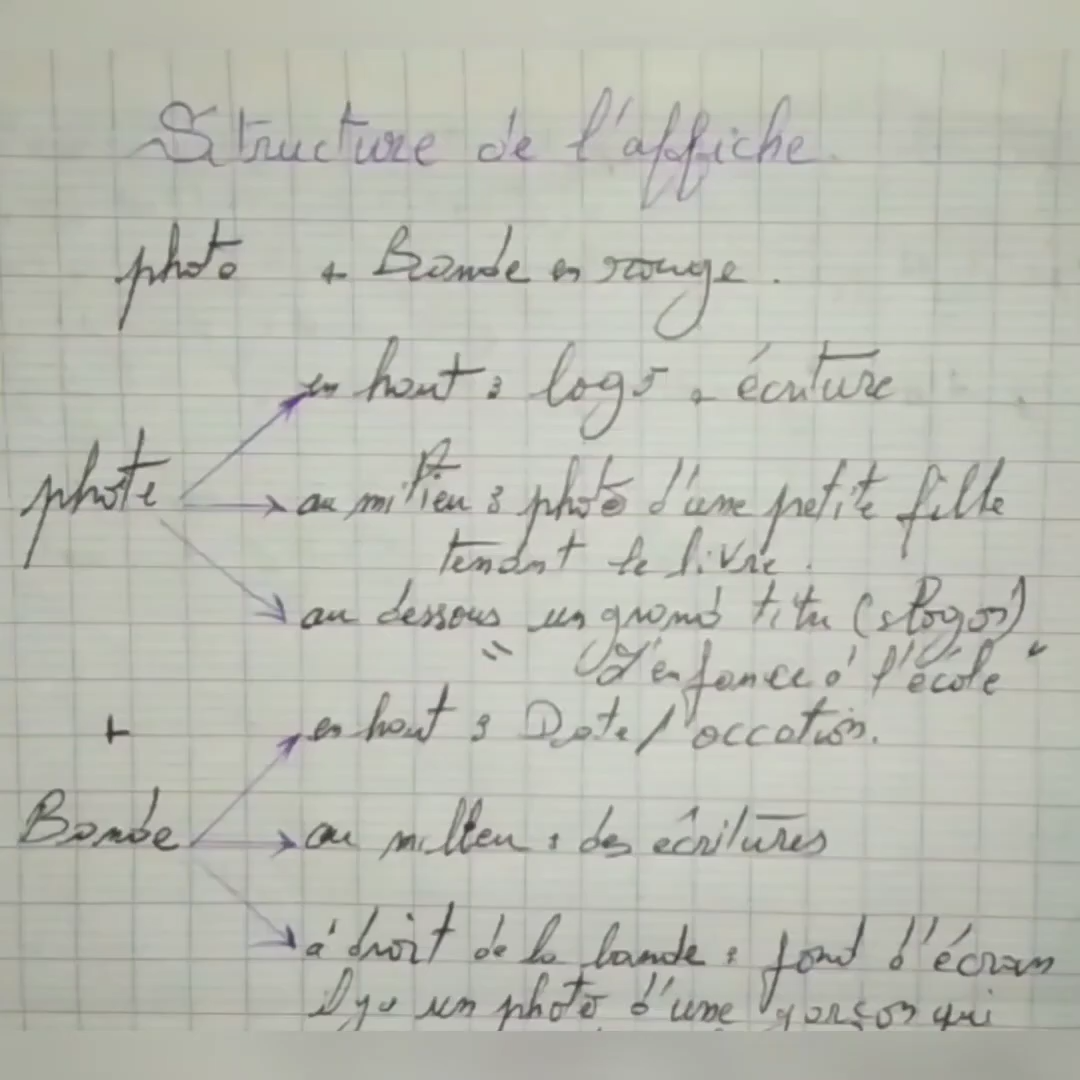 Structure de l'affiche
photo + Bande en rouge.
en haut : logo + écriture
photo
au milieu : photo d'une petite fille
tenant le livre.
au dessous un grand titre (slogan)
" L'enfance à l'école "
+
en haut : Date / l'occation.
Bande
au milieu : des écritures
à droit de la bande : fond d'écran
il ya un photo d'une garçon qui